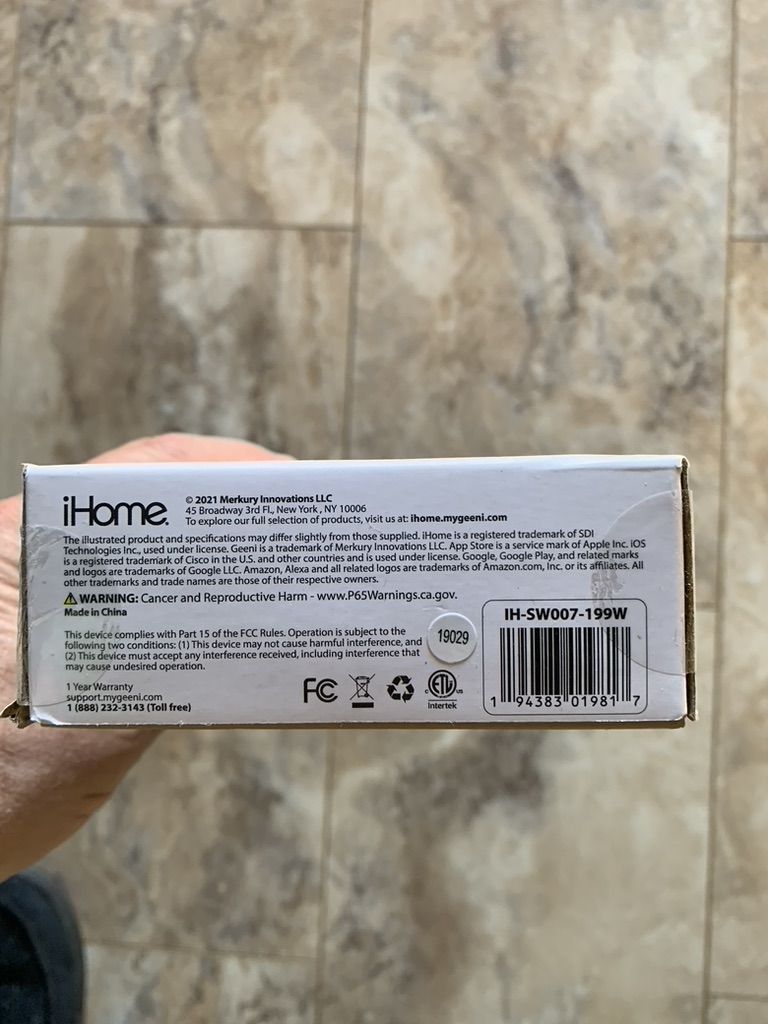 iHome.
© 2021 Merkury Innovations LLC
45 Broadway 3rd Fl., New York , NY 10006
To explore our full selection of products, visit us at: ihome.mygeeni.com
The illustrated product and specifications may differ slightly from those supplied. iHome is a registered trademark of SDI
Technologies Inc., used under license. Geeni is a trademark of Merkury Innovations LLC. App Store is a service mark of Apple Inc. iOS
is a registered trademark of Cisco in the U.S. and other countries and is used under license. Google, Google Play, and related marks
and logos are trademarks of Google LLC. Amazon, Alexa and all related logos are trademarks of Amazon.com, Inc. or its affiliates. All
other trademarks and trade names are those of their respective owners.
WARNING: Cancer and Reproductive Harm - www.P65Warnings.ca.gov.
Made in China
This device complies with Part 15 of the FCC Rules. Operation is subject to the
following two conditions: (1) This device may not cause harmful interference, and
(2) This device must accept any interference received, including interference that
may cause undesired operation.
1 Year Warranty
support.mygeeni.com
1 (888) 232-3143 (Toll free)
19029
FC
c ETL us
Intertek
IH-SW007-199W
1 94383 01981 7